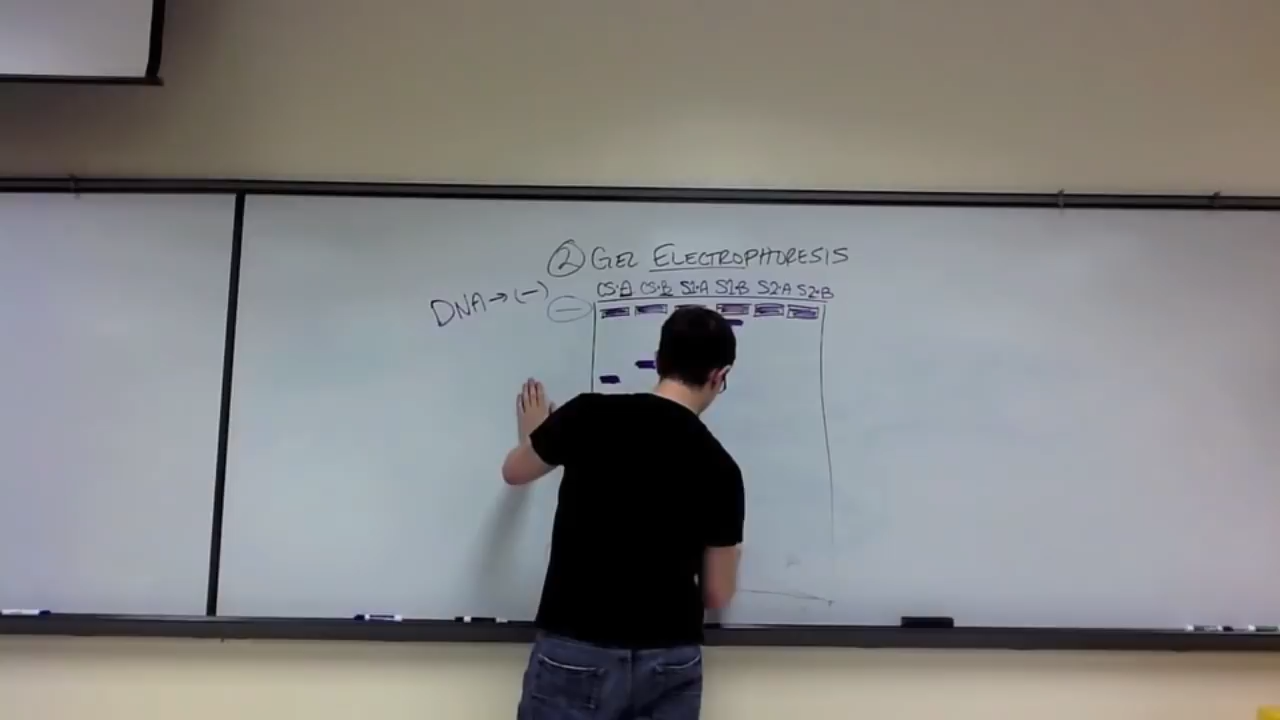 ② GEL ELECTROPHORESIS
CS·A CS·B S1·A S1·B S2·A S2·B
DNA→(−)
−